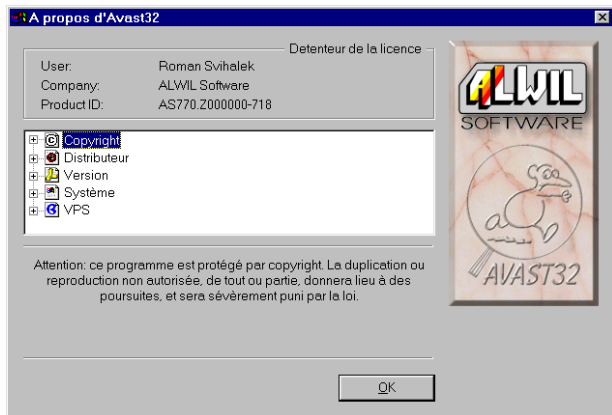 A propos d'Avast32
Detenteur de la licence
User: Roman Svihalek
Company: ALWIL Software
Product ID: AS770.Z000000-718
Copyright
Distributeur
Version
Système
VPS
Attention: ce programme est protégé par copyright. La duplication ou
reproduction non autorisée, de tout ou partie, donnera lieu à des
poursuites, et sera sévèrement puni par la loi.
OK
ALWIL
SOFTWARE
AVAST32